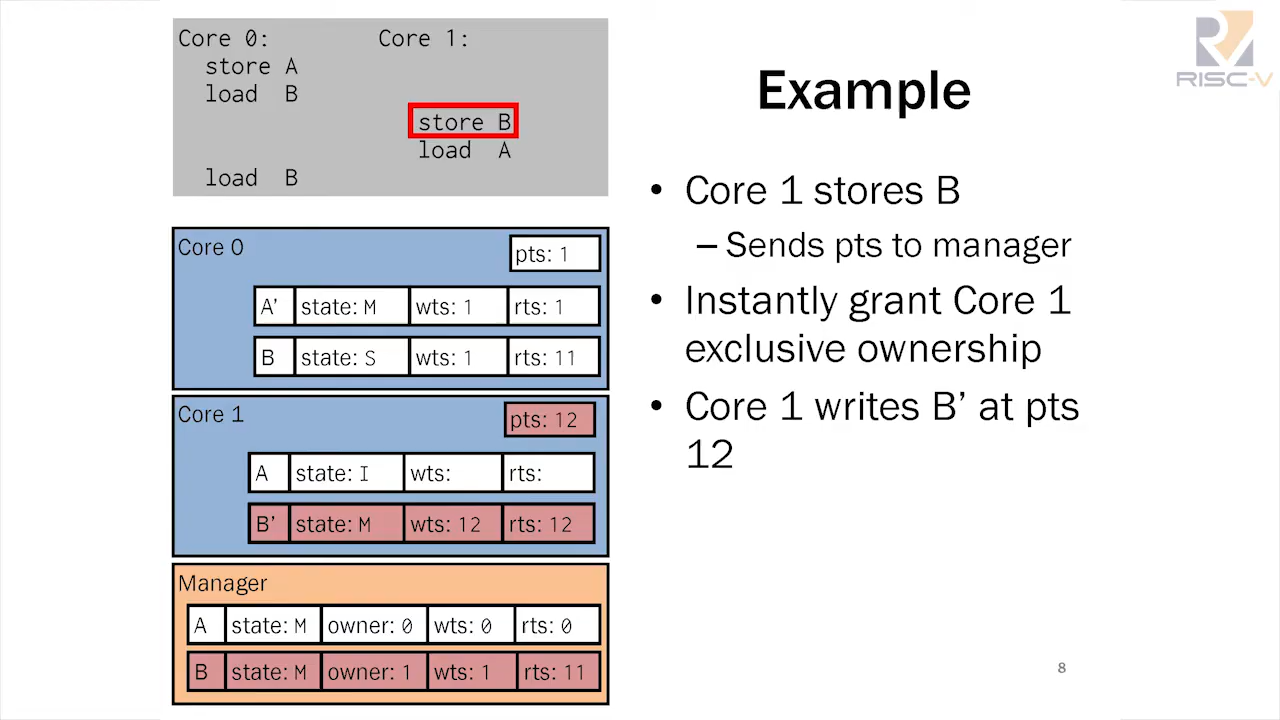 Core 0: Core 1:
store A
load B
store B
load A
load B
Example
RISC-V
• Core 1 stores B
– Sends pts to manager
• Instantly grant Core 1
exclusive ownership
• Core 1 writes B’ at pts
12
Core 0 pts: 1
A’ state: M wts: 1 rts: 1
B state: S wts: 1 rts: 11
Core 1 pts: 12
A state: I wts: rts:
B’ state: M wts: 12 rts: 12
Manager
A state: M owner: 0 wts: 0 rts: 0
B state: M owner: 1 wts: 1 rts: 11
8